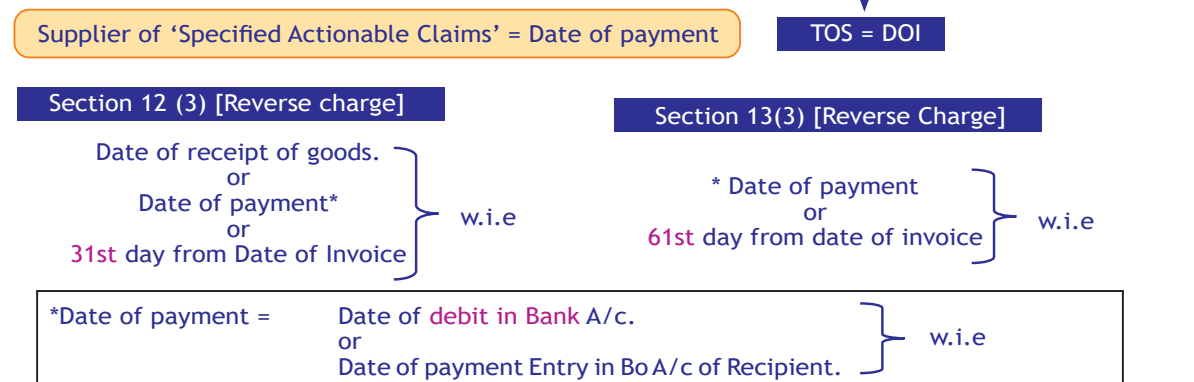 Supplier of ‘Specified Actionable Claims’ = Date of payment
TOS = DOI
Section 12 (3) [Reverse charge]
Date of receipt of goods.
or
Date of payment*
or
31st day from Date of Invoice
w.i.e
Section 13(3) [Reverse Charge]
* Date of payment
or
61st day from date of invoice
w.i.e
*Date of payment = Date of debit in Bank A/c.
or
Date of payment Entry in Bo A/c of Recipient.
w.i.e